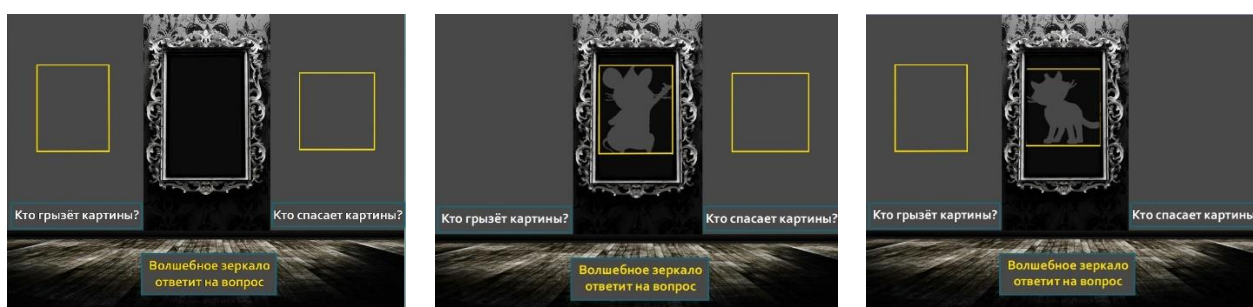 Кто грызёт картины?
Кто спасает картины?
Волшебное зеркало
ответит на вопрос
Кто грызёт картины?
Кто спасает картины?
Волшебное зеркало
ответит на вопрос
Кто грызёт картины?
Кто спасает картины
Волшебное зеркало
ответит на вопрос